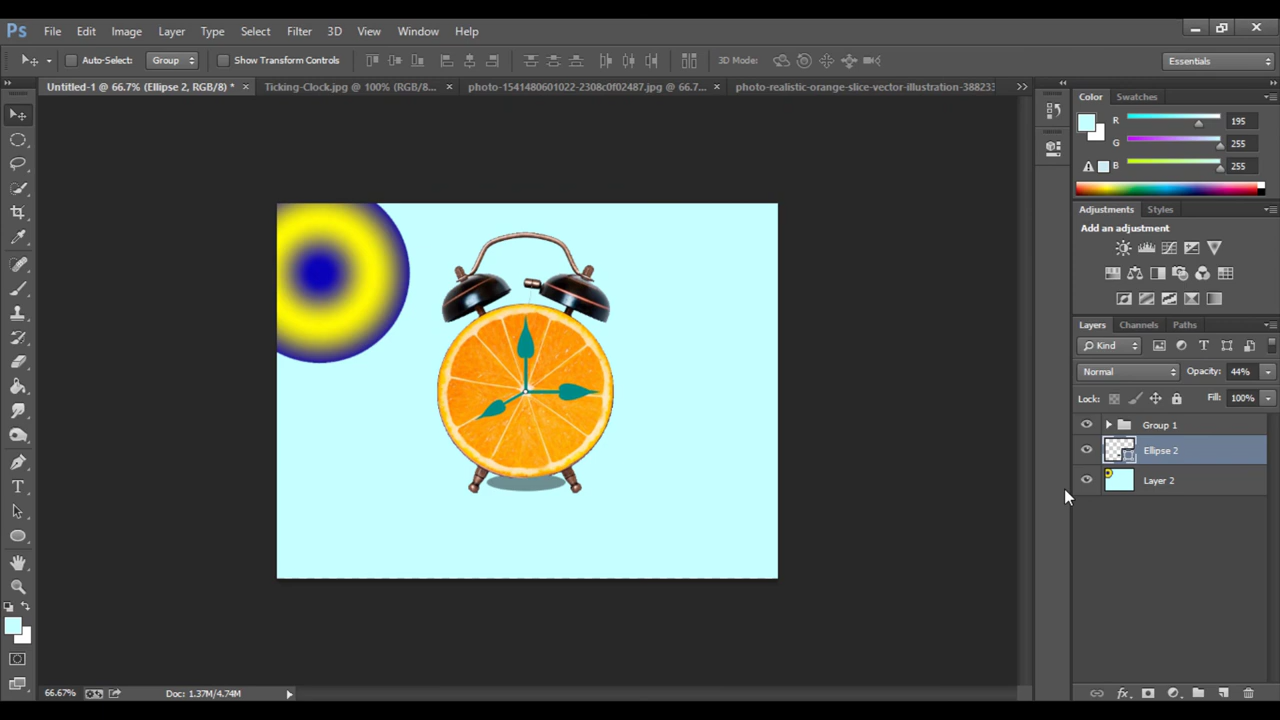 Ps File Edit Image Layer Type Select Filter 3D View Window Help
Auto-Select: Group Show Transform Controls 3D Mode: Essentials
Untitled-1 @ 66.7% (Ellipse 2, RGB/8) * × Ticking-Clock.jpg @ 100% (RGB/8... × photo-1541480601022-2308c0f02487.jpg @ 66.7... × photo-realistic-orange-slice-vector-illustration-388233
Color Swatches
R 195
G 255
B 255
Adjustments Styles
Add an adjustment
Layers Channels Paths
Kind
Normal Opacity: 44%
Lock: Fill: 100%
Group 1
Ellipse 2
Layer 2
66.67% Doc: 1.37M/4.74M
fx